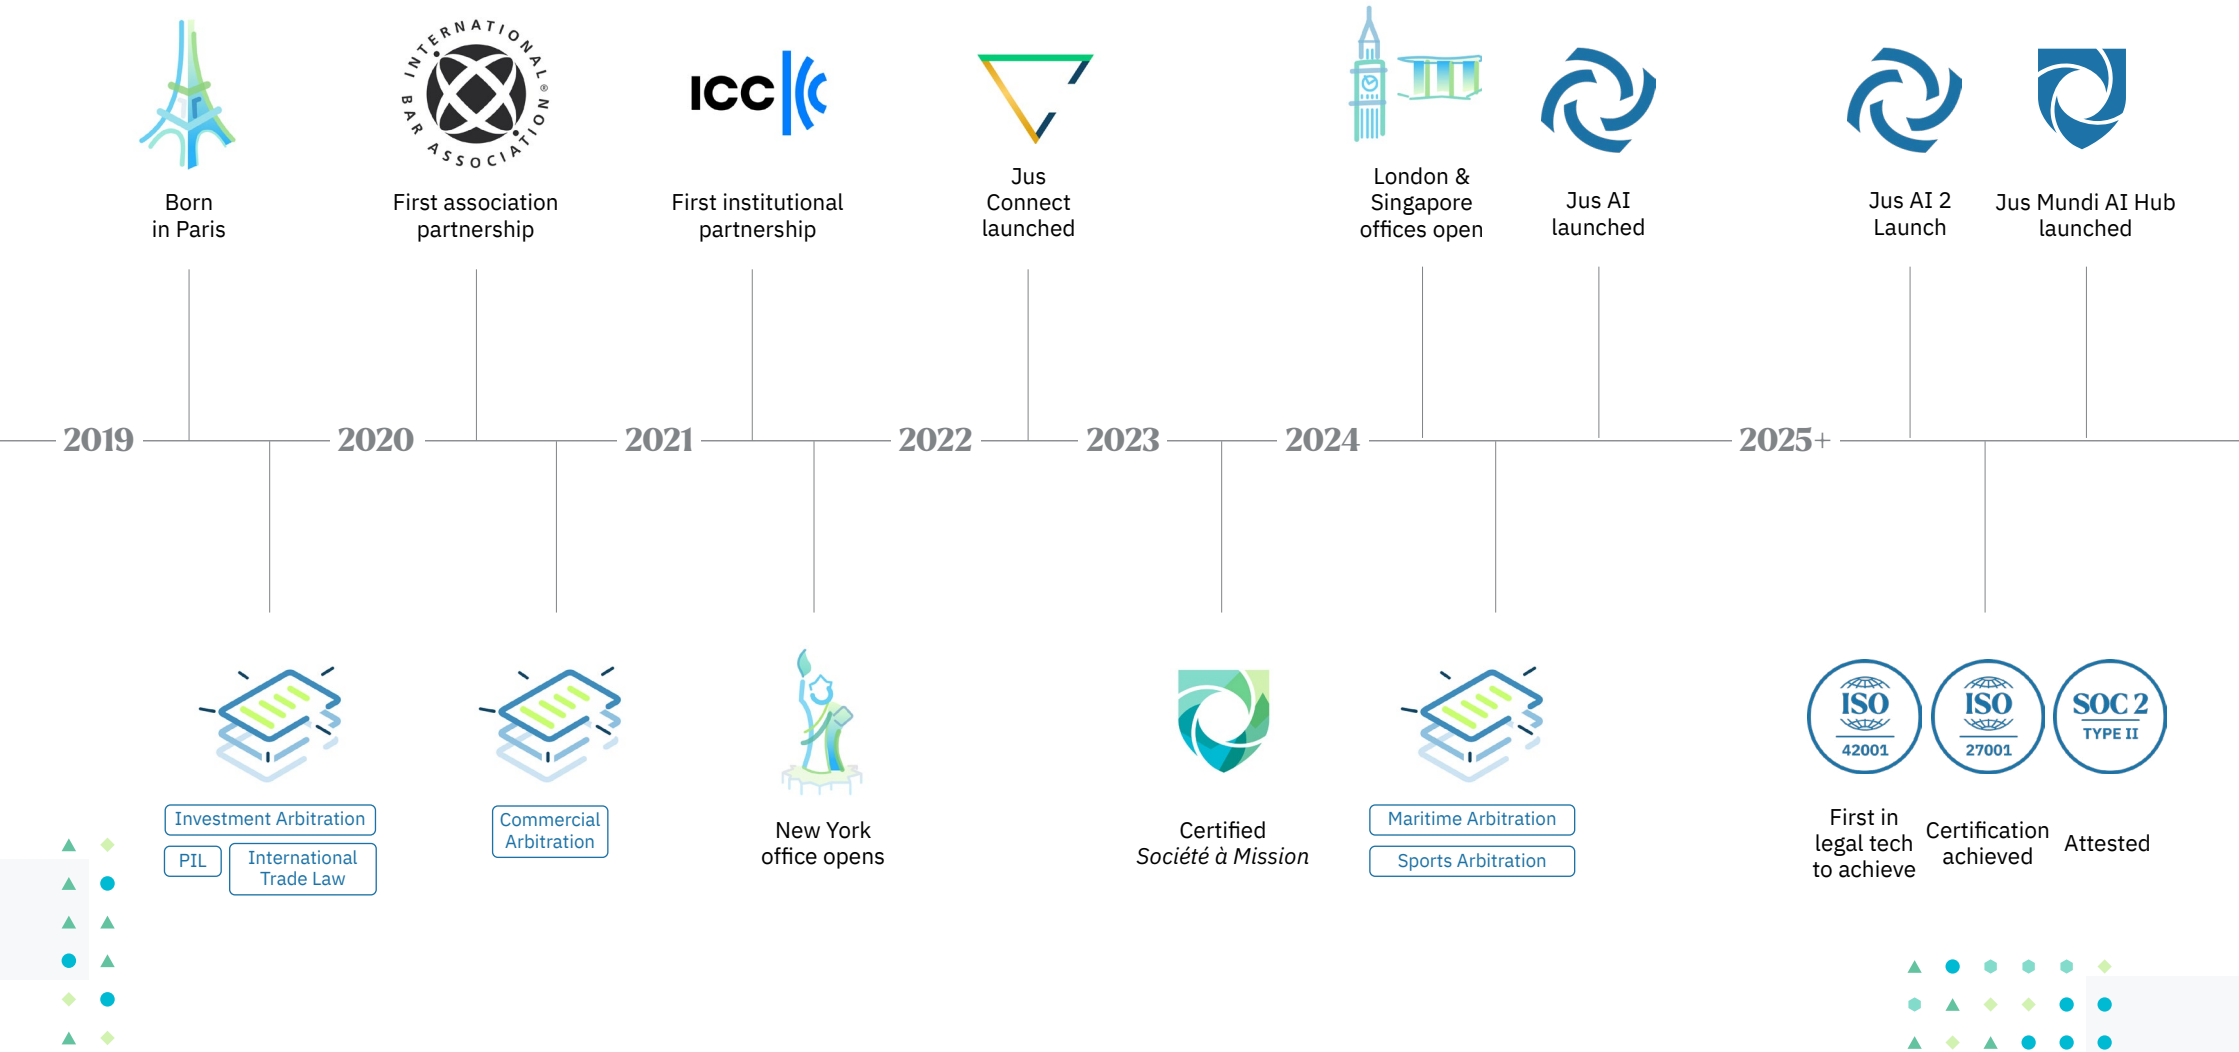 INTERNATIONAL®
BAR ASSOCIATION
ICC
Born
in Paris
First association
partnership
First institutional
partnership
Jus
Connect
launched
London &
Singapore
offices open
Jus AI
launched
Jus AI 2
Launch
Jus Mundi AI Hub
launched
2019
2020
2021
2022
2023
2024
2025+
Investment Arbitration
PIL
International
Trade Law
Commercial
Arbitration
New York
office opens
Certified
Société à Mission
Maritime Arbitration
Sports Arbitration
ISO
42001
First in
legal tech
to achieve
ISO
27001
Certification
achieved
SOC 2
TYPE II
Attested